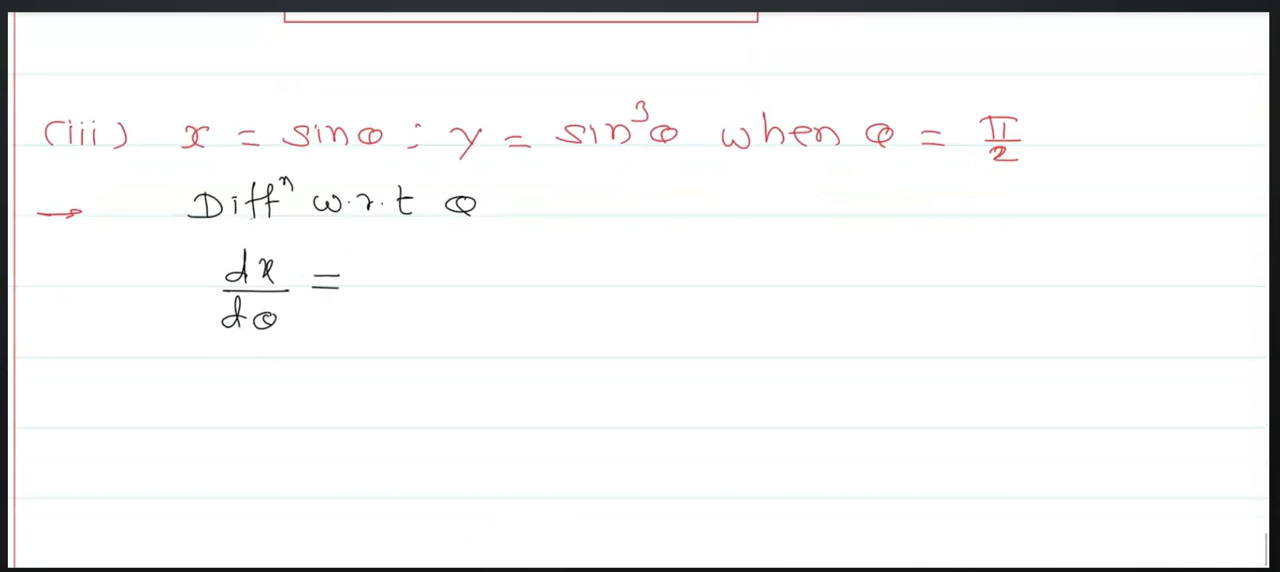 (iii) x = sinθ : y = sin³θ when θ = π/2
→ Diffⁿ w.r.t θ
dx/dθ =